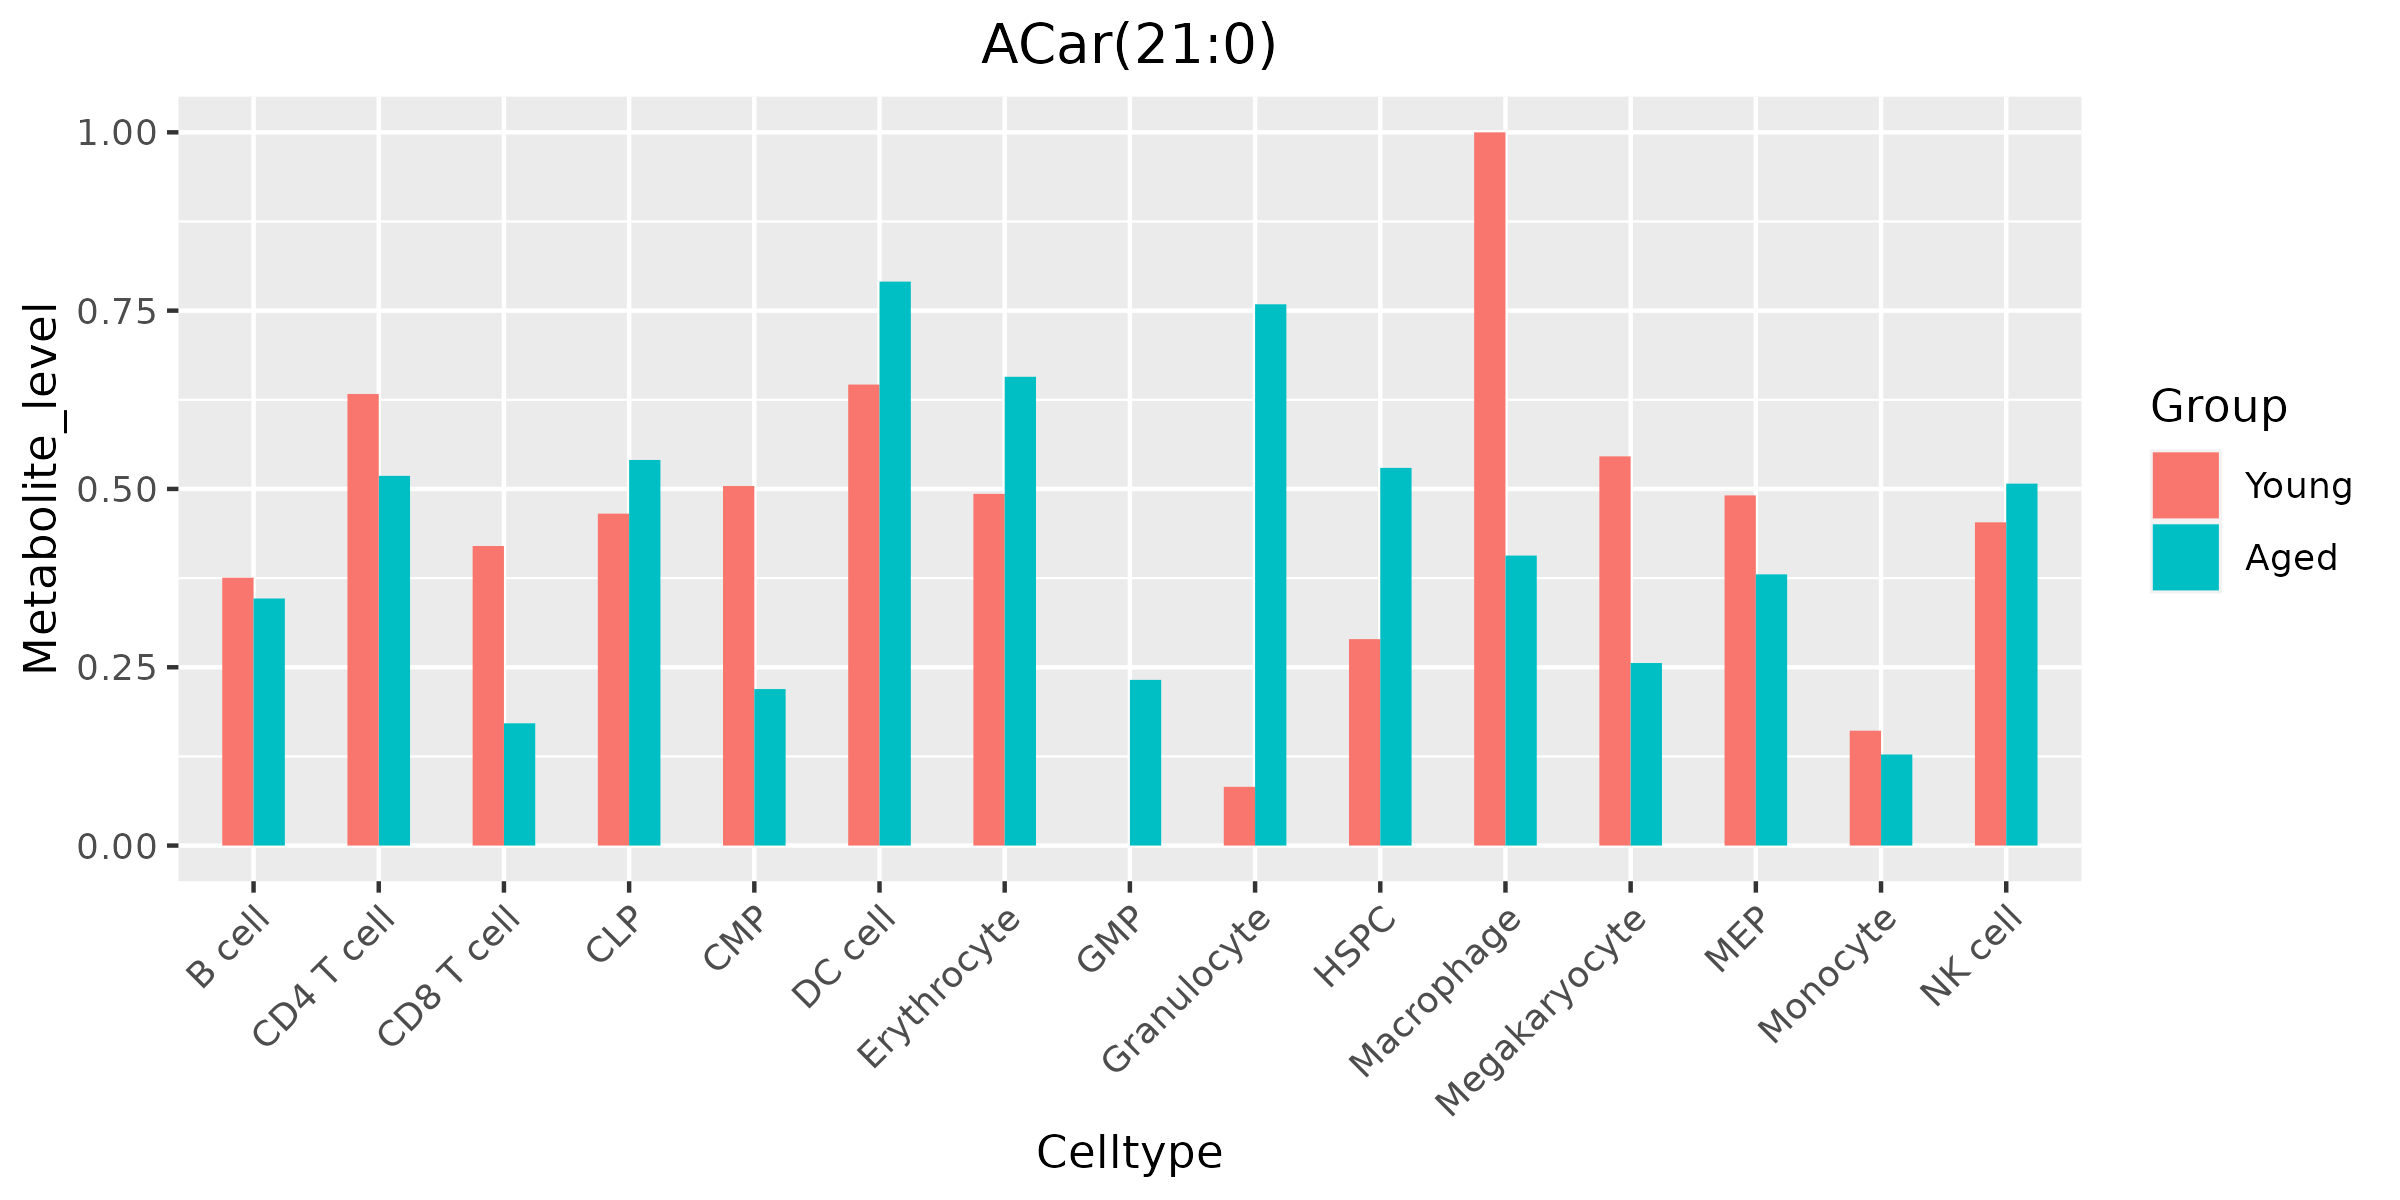 ACar(21:0)
Metabolite_level
1.00
0.75
0.50
0.25
0.00
B cell
CD4 T cell
CD8 T cell
CLP
CMP
DC cell
Erythrocyte
GMP
Granulocyte
HSPC
Macrophage
Megakaryocyte
MEP
Monocyte
NK cell
Celltype
Group
Young
Aged